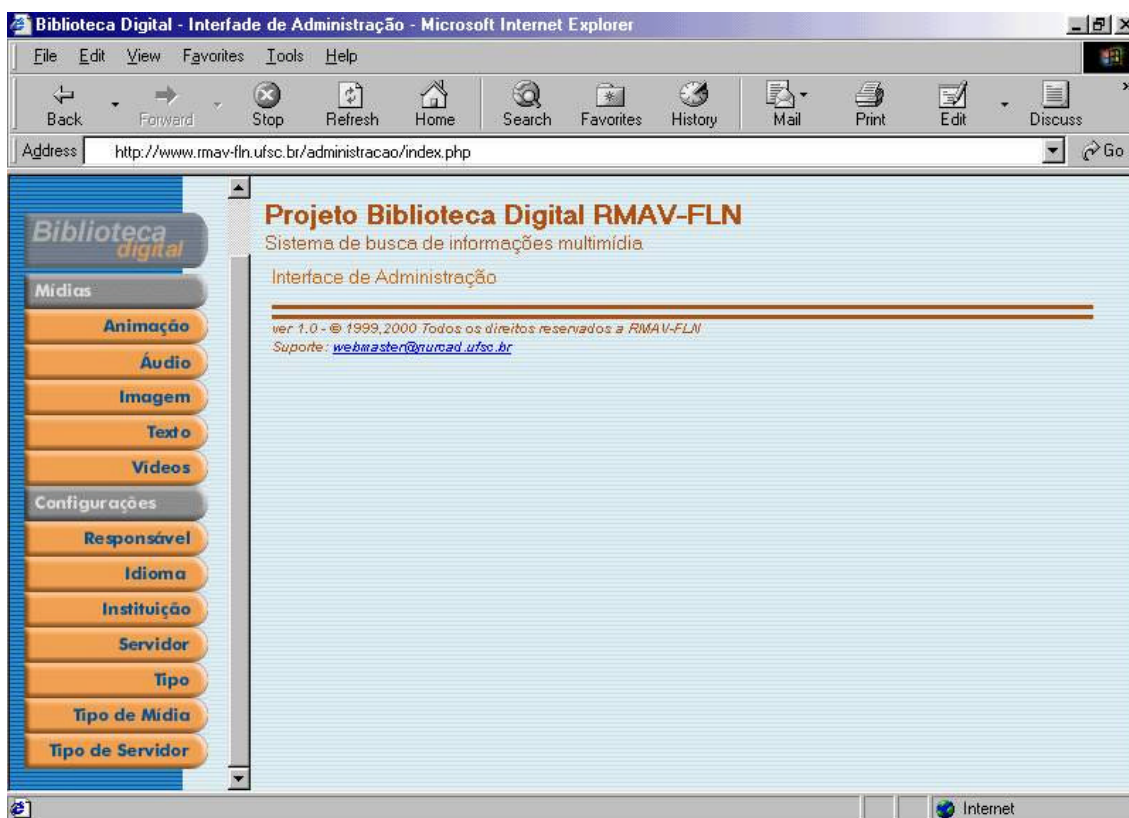 Biblioteca Digital - Interfade de Administração - Microsoft Internet Explorer
File Edit View Favorites Tools Help
Back Forward Stop Refresh Home Search Favorites History Mail Print Edit Discuss
Address http://www.rmav-fln.ufsc.br/administracao/index.php Go
Biblioteca
digital
Mídias
Animação
Áudio
Imagem
Texto
Vídeos
Configurações
Responsável
Idioma
Instituição
Servidor
Tipo
Tipo de Mídia
Tipo de Servidor
Projeto Biblioteca Digital RMAV-FLN
Sistema de busca de informações multimídia
Interface de Administração
ver 1.0 - © 1999,2000 Todos os direitos reservados a RMAV-FLN
Suporte: webmaster@nurcad.ufsc.br
Internet